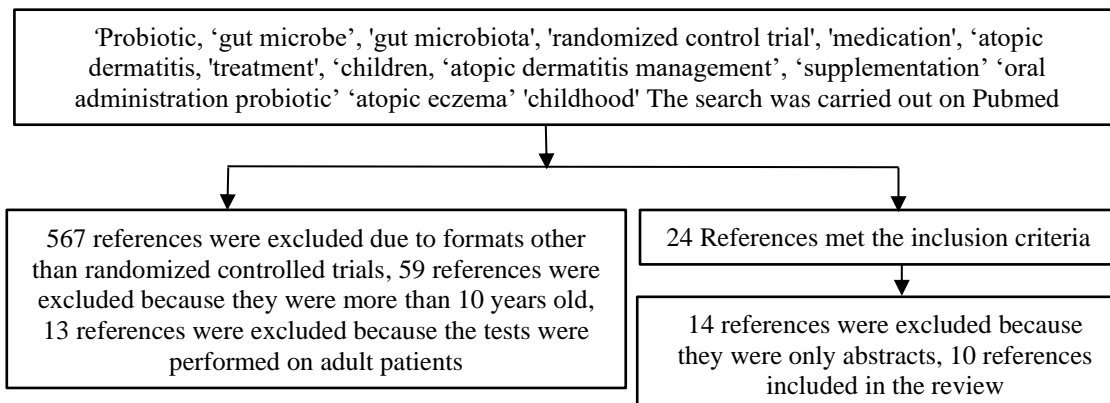 'Probiotic, ‘gut microbe’, 'gut microbiota', 'randomized control trial', 'medication', ‘atopic
dermatitis, 'treatment', ‘children, ‘atopic dermatitis management’, ‘supplementation’ ‘oral
administration probiotic’ ‘atopic eczema’ 'childhood' The search was carried out on Pubmed
567 references were excluded due to formats other
than randomized controlled trials, 59 references were
excluded because they were more than 10 years old,
13 references were excluded because the tests were
performed on adult patients
24 References met the inclusion criteria
14 references were excluded because
they were only abstracts, 10 references
included in the review